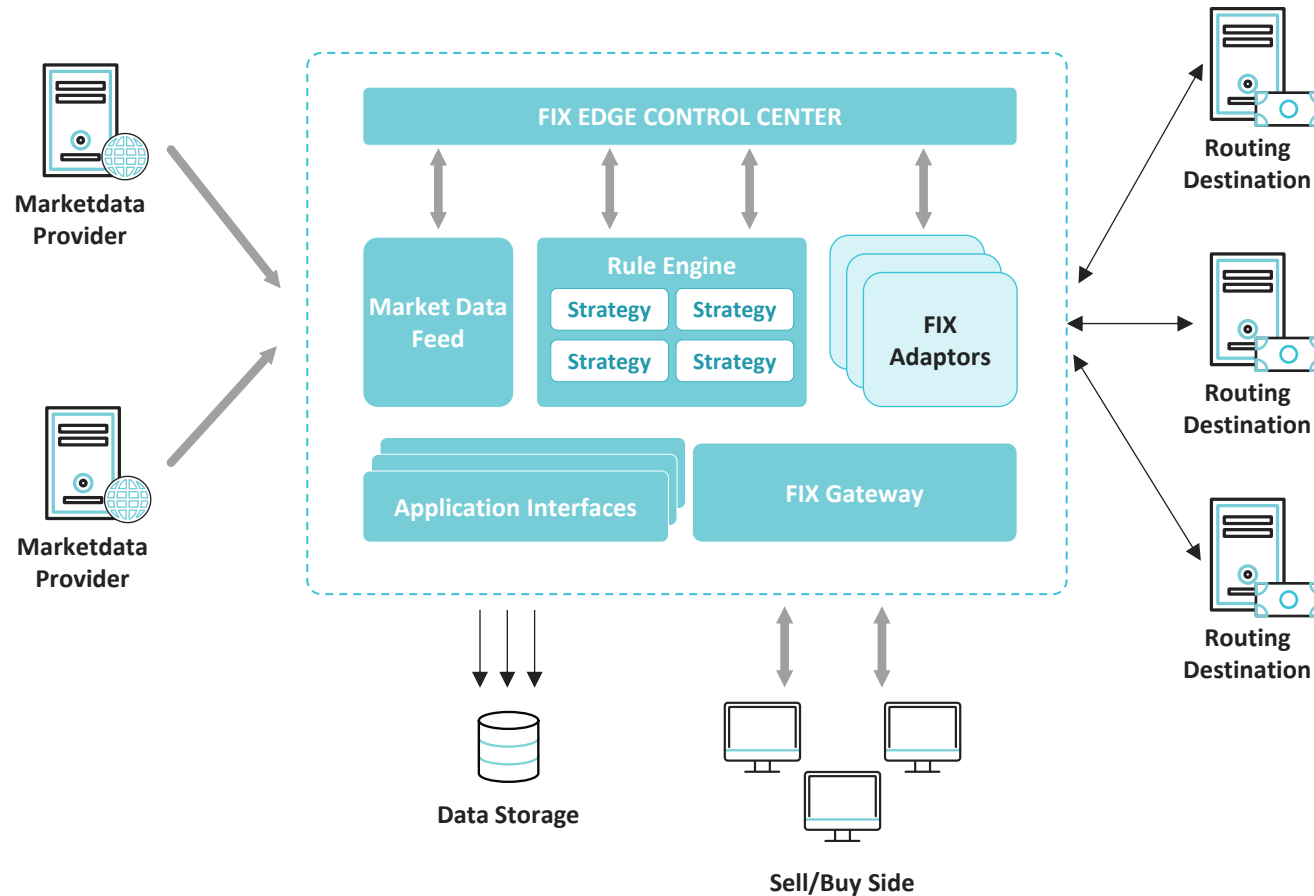 FIX EDGE CONTROL CENTER
Marketdata
Provider
Marketdata
Provider
Market Data
Feed
Rule Engine
Strategy
Strategy
Strategy
Strategy
FIX
Adaptors
Application Interfaces
FIX Gateway
Routing
Destination
Routing
Destination
Routing
Destination
Data Storage
Sell/Buy Side